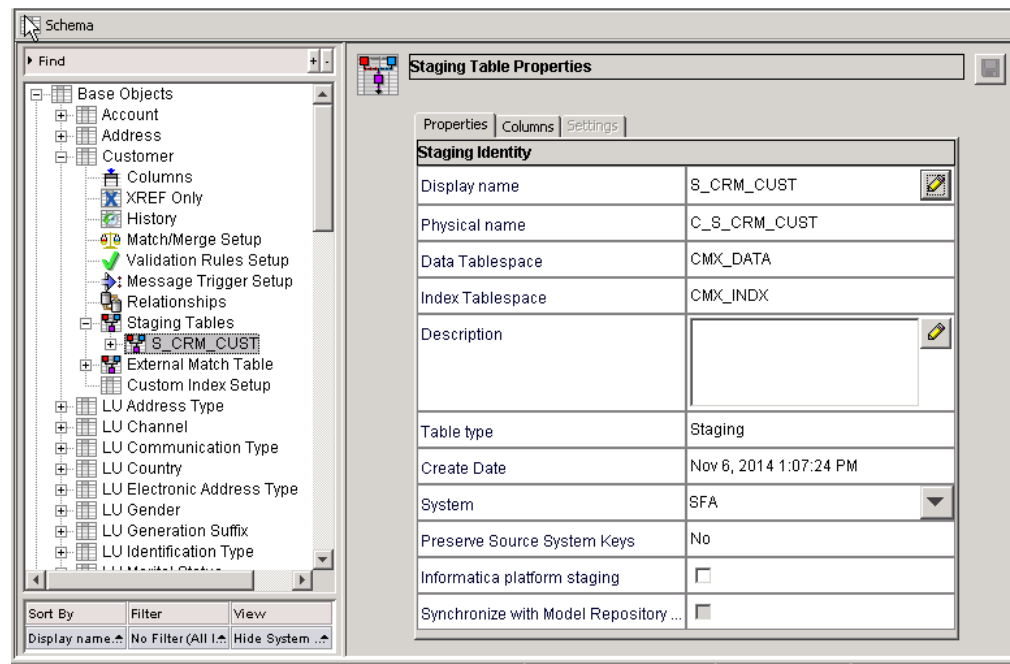 Schema
Find
+ -
Base Objects
Account
Address
Customer
Columns
XREF Only
History
Match/Merge Setup
Validation Rules Setup
Message Trigger Setup
Relationships
Staging Tables
S_CRM_CUST
External Match Table
Custom Index Setup
LU Address Type
LU Channel
LU Communication Type
LU Country
LU Electronic Address Type
LU Gender
LU Generation Suffix
LU Identification Type
LU Marital Status
Sort By Filter View
Display name... No Filter (All I... Hide System ...
Staging Table Properties
Properties Columns Settings
Staging Identity
Display name S_CRM_CUST
Physical name C_S_CRM_CUST
Data Tablespace CMX_DATA
Index Tablespace CMX_INDX
Description
Table type Staging
Create Date Nov 6, 2014 1:07:24 PM
System SFA
Preserve Source System Keys No
Informatica platform staging
Synchronize with Model Repository ...